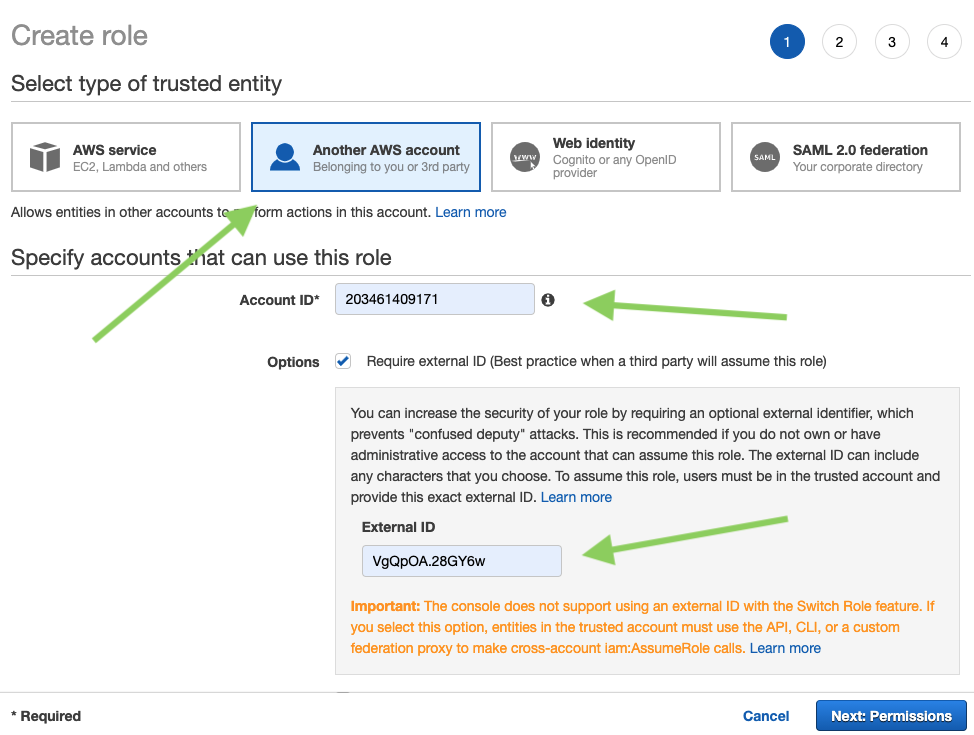 Create role
1 2 3 4
Select type of trusted entity
AWS service
EC2, Lambda and others
Another AWS account
Belonging to you or 3rd party
www
Web identity
Cognito or any OpenID
provider
SAML
SAML 2.0 federation
Your corporate directory
Allows entities in other accounts to perform actions in this account. Learn more
Specify accounts that can use this role
Account ID* 203461409171
Options Require external ID (Best practice when a third party will assume this role)
You can increase the security of your role by requiring an optional external identifier, which
prevents "confused deputy" attacks. This is recommended if you do not own or have
administrative access to the account that can assume this role. The external ID can include
any characters that you choose. To assume this role, users must be in the trusted account and
provide this exact external ID. Learn more
External ID
VgQpOA.28GY6w
Important: The console does not support using an external ID with the Switch Role feature. If
you select this option, entities in the trusted account must use the API, CLI, or a custom
federation proxy to make cross-account iam:AssumeRole calls. Learn more
* Required
Cancel
Next: Permissions